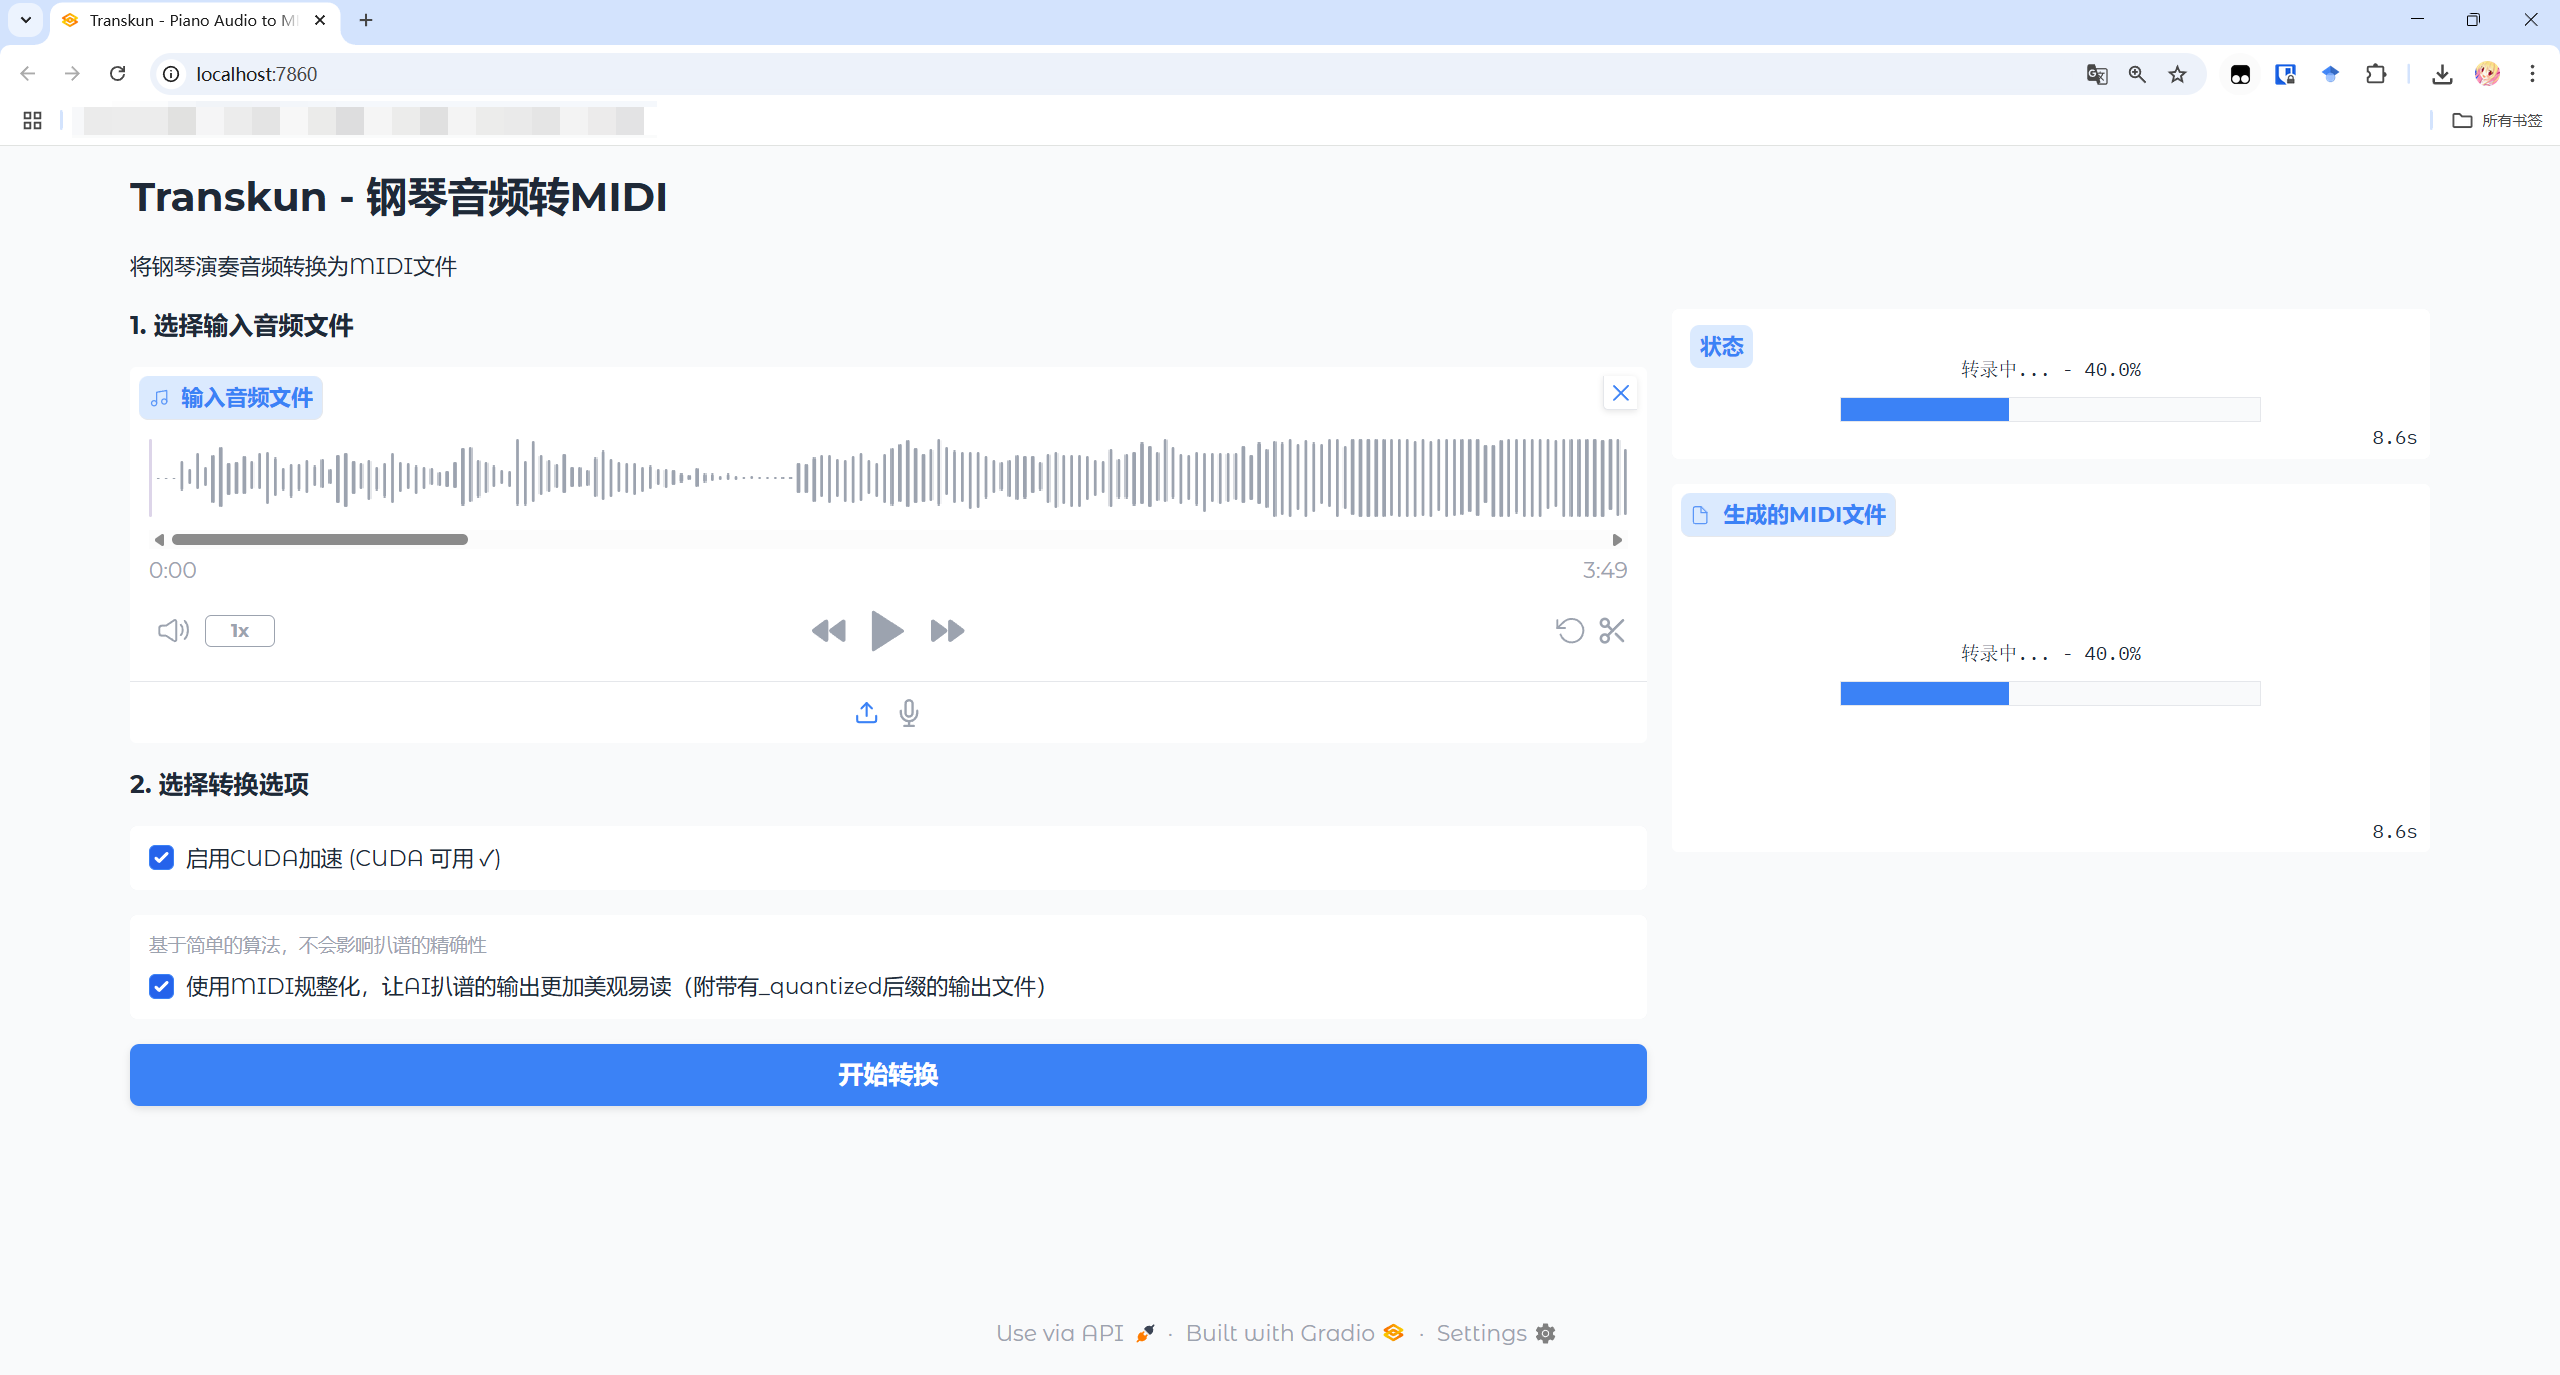 Transkun - Piano Audio to M
localhost:7860
所有书签
Transkun - 钢琴音频转MIDI
将钢琴演奏音频转换为MIDI文件
1. 选择输入音频文件
输入音频文件
0:00
3:49
1x
2. 选择转换选项
启用CUDA加速 (CUDA 可用 ✓)
基于简单的算法，不会影响扒谱的精确性
使用MIDI规整化，让AI扒谱的输出更加美观易读（附带有_quantized后缀的输出文件）
开始转换
状态
转录中... - 40.0%
8.6s
生成的MIDI文件
转录中... - 40.0%
8.6s
Use via API · Built with Gradio · Settings